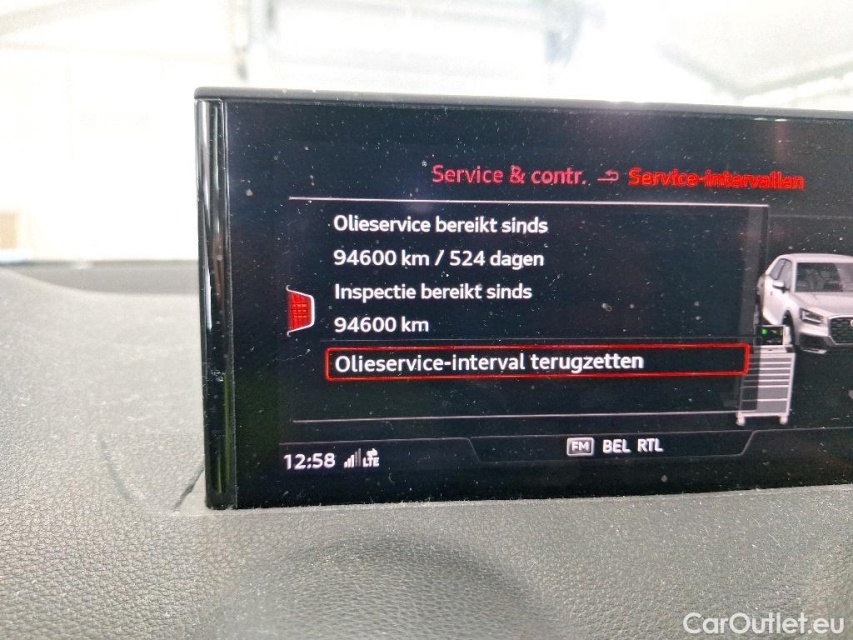 Service & contr. Service-intervallen
Olieservice bereikt sinds
94600 km / 524 dagen
Inspectie bereikt sinds
94600 km
Olieservice-interval terugzetten
12:58 LTE FM BEL RTL
CarOutlet.eu